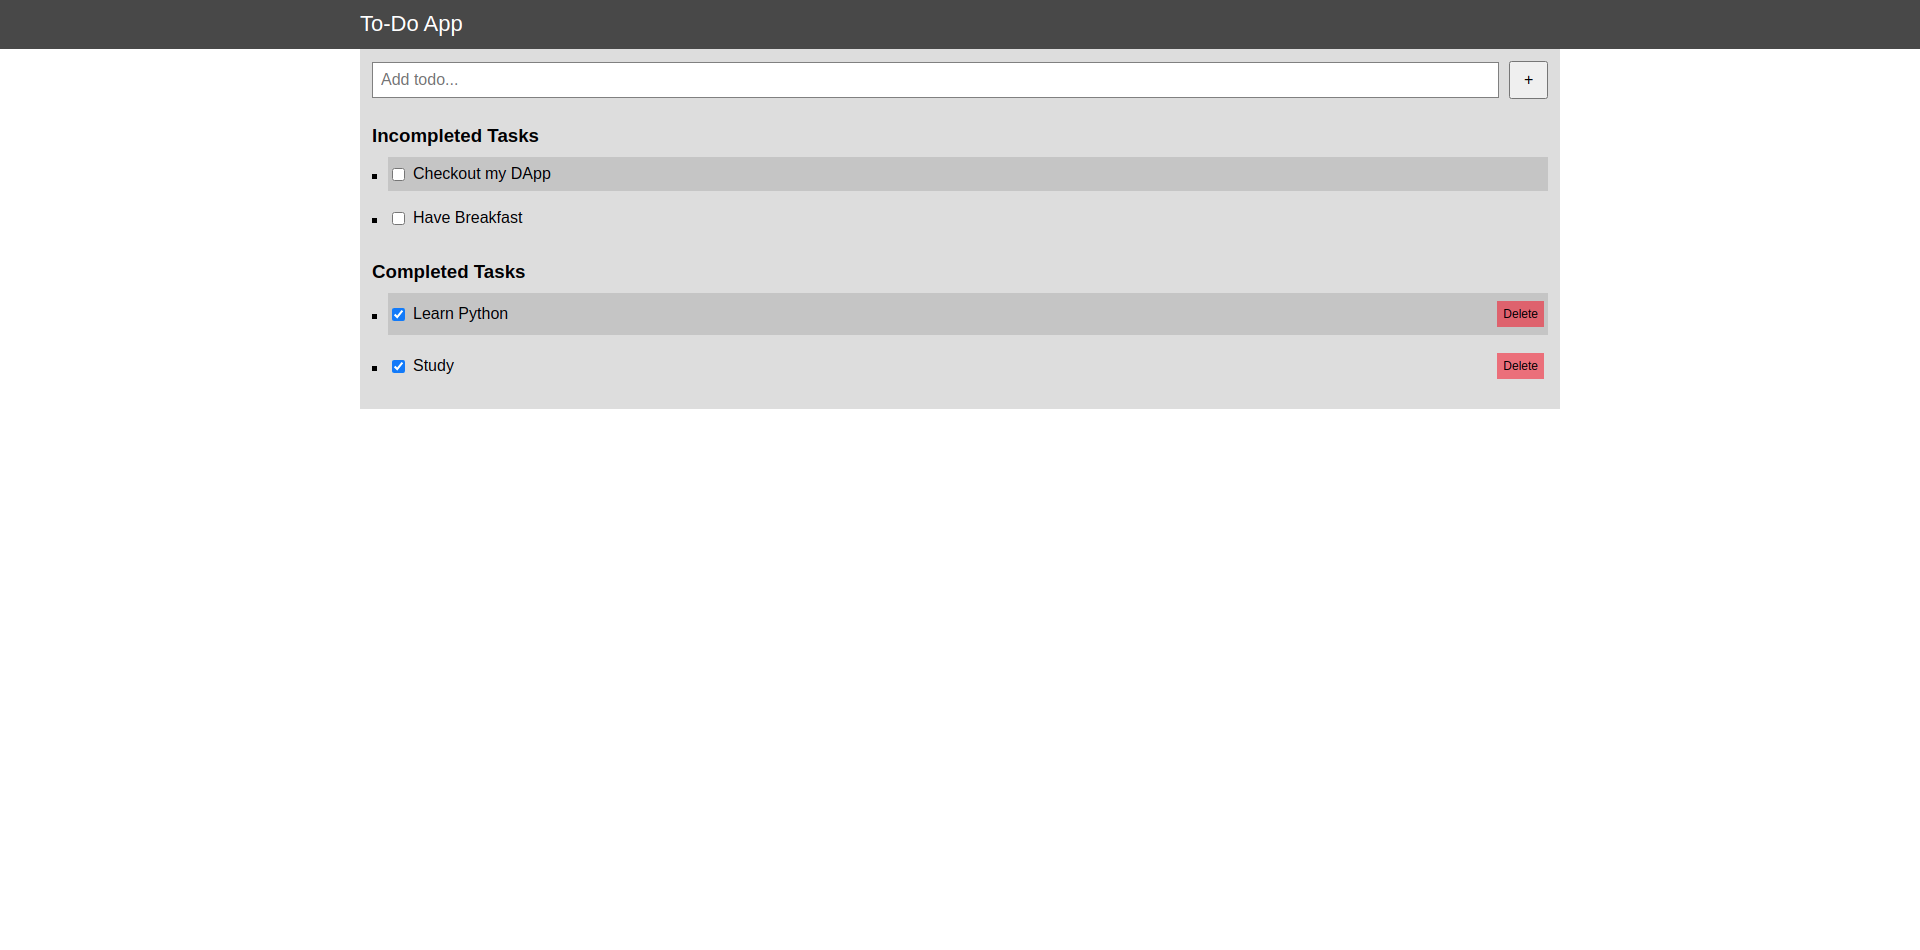 To-Do App
Add todo...
+
Incompleted Tasks
Checkout my DApp
Have Breakfast
Completed Tasks
Learn Python Delete
Study Delete